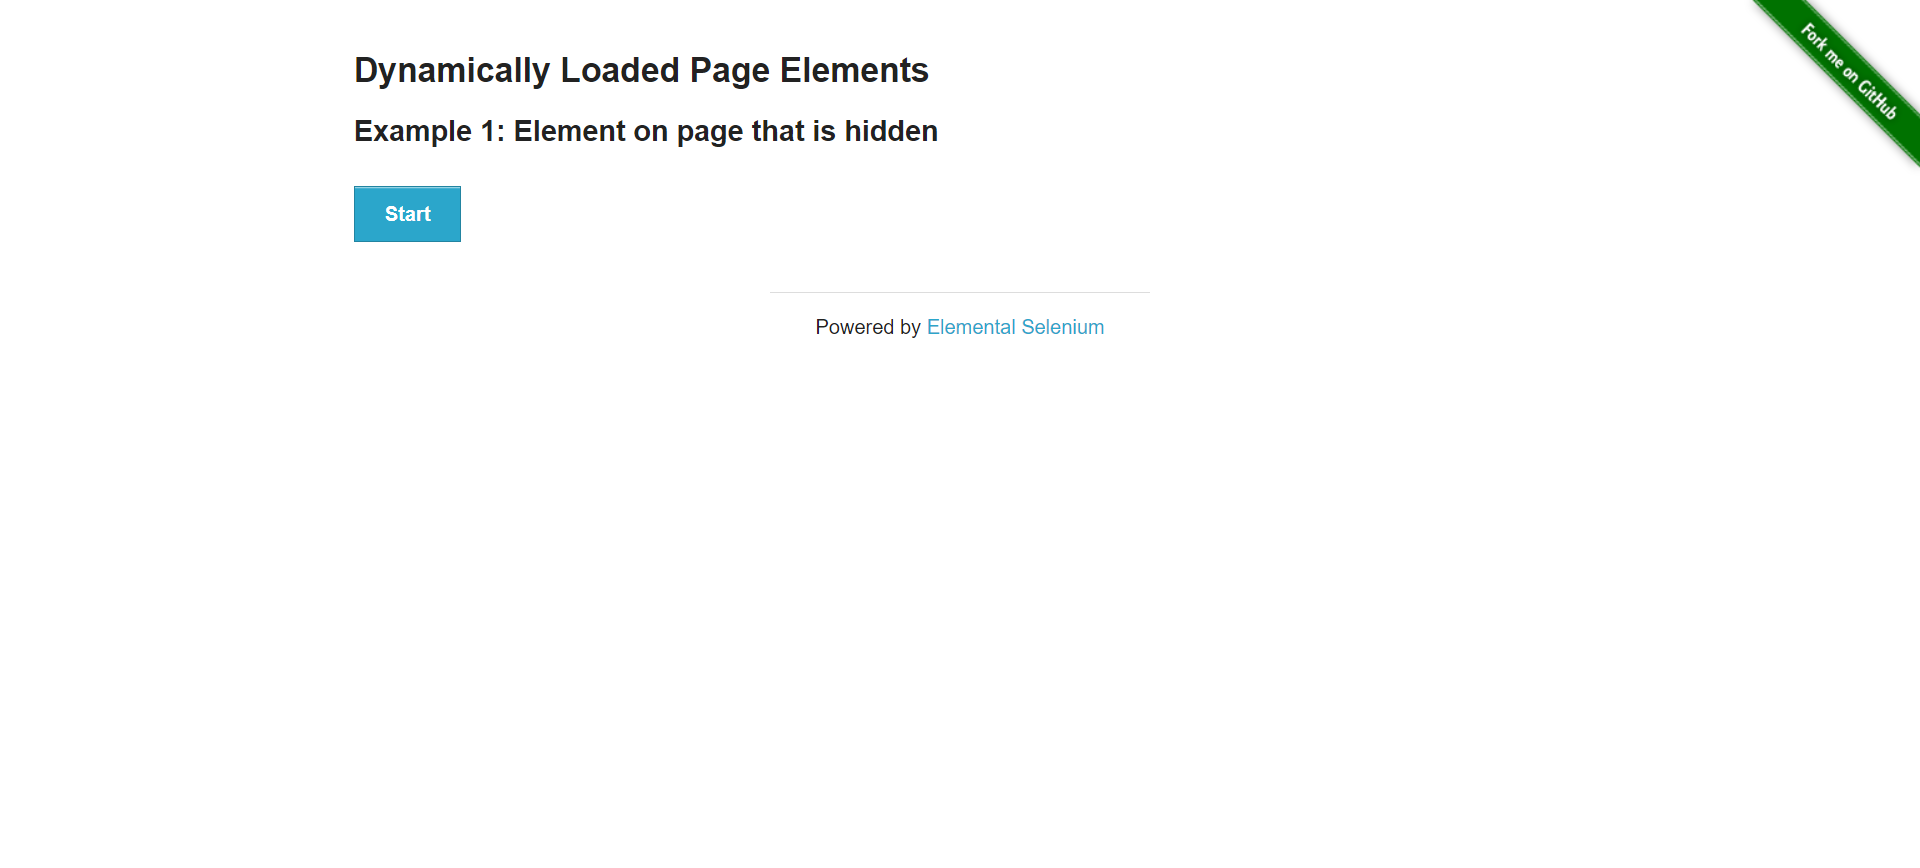 Dynamically Loaded Page Elements
Example 1: Element on page that is hidden
Start
Powered by Elemental Selenium
Fork me on GitHub